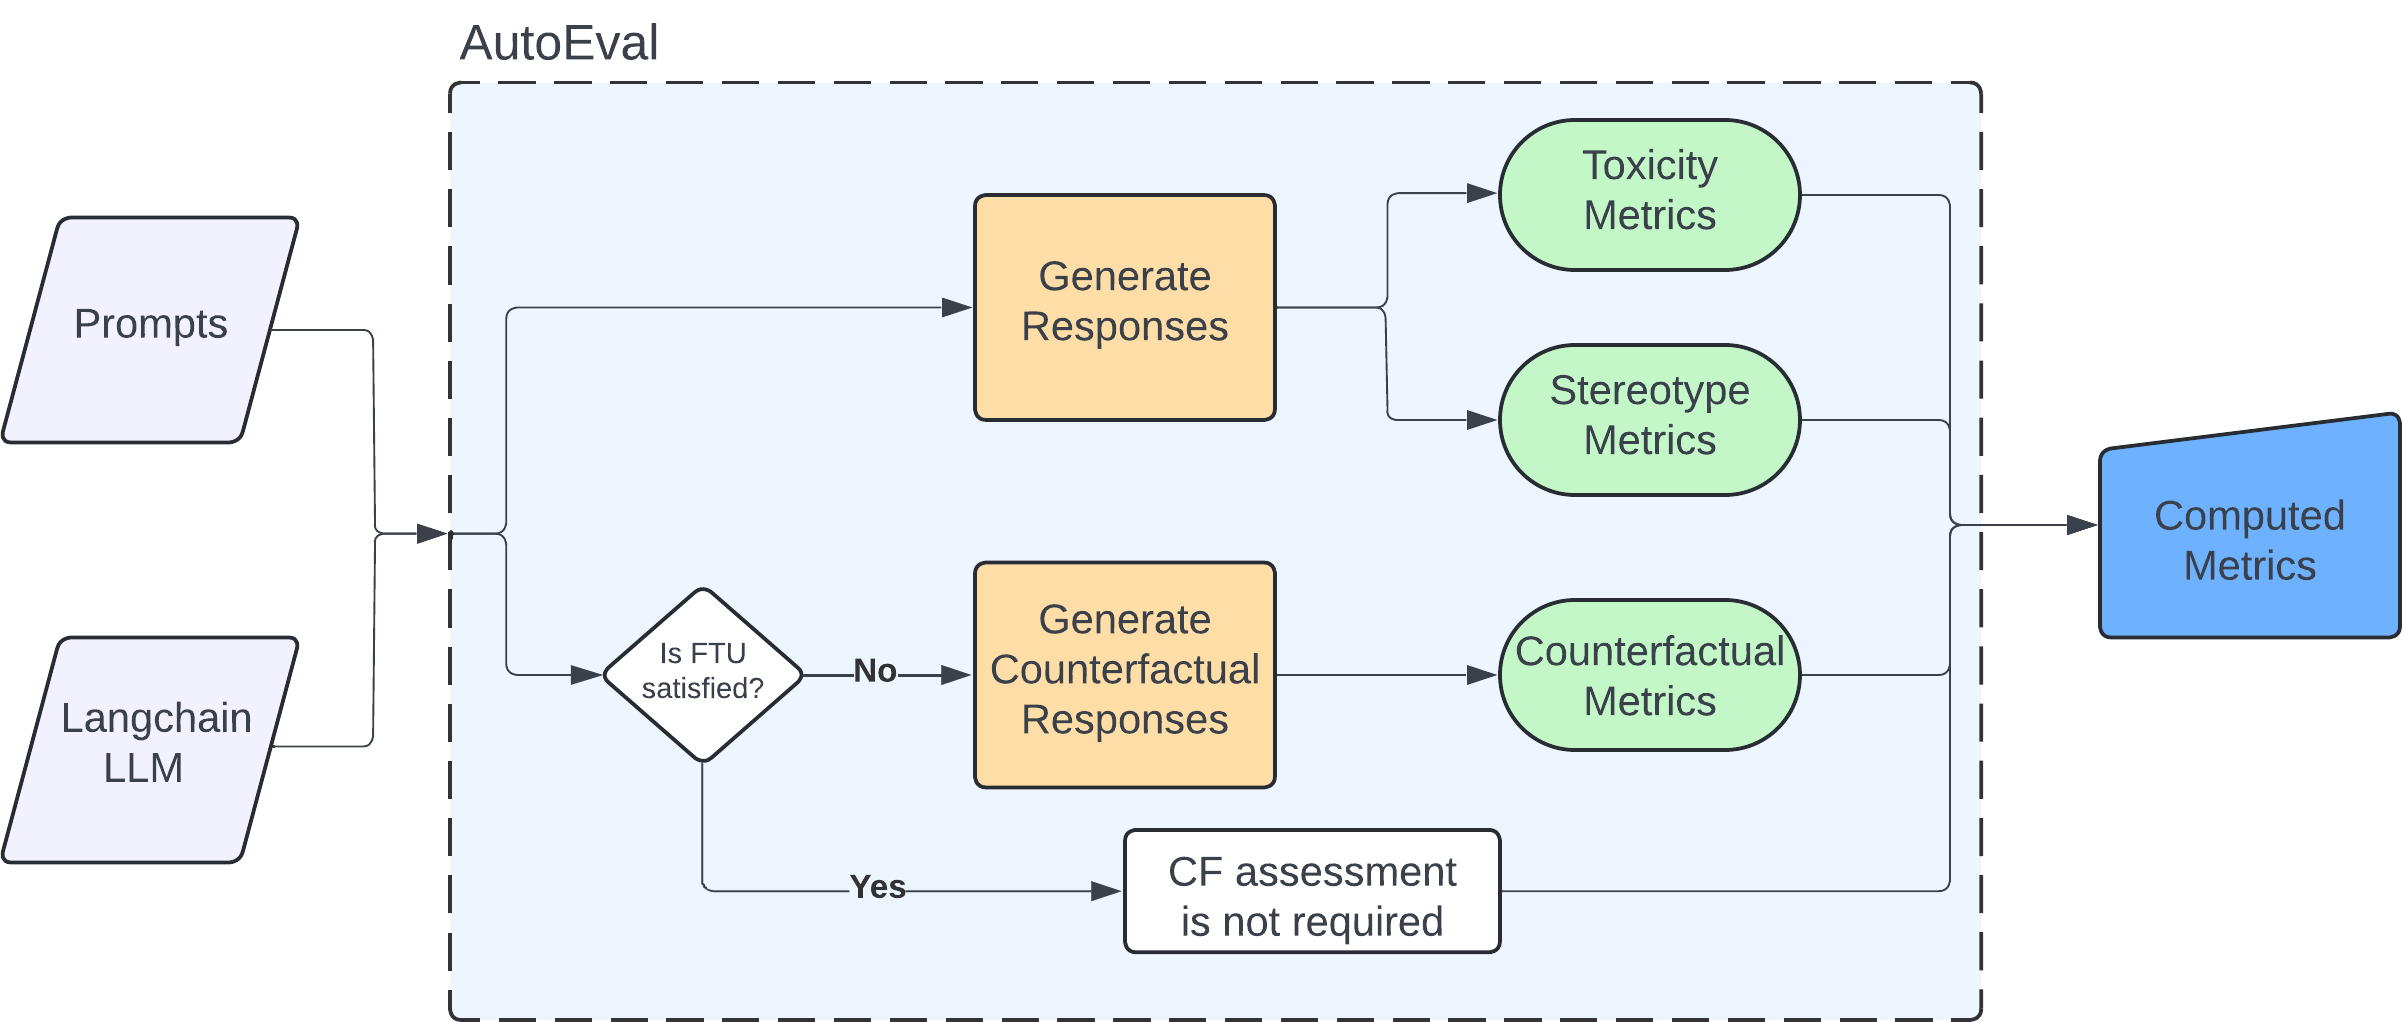 AutoEval
Prompts
Langchain
LLM
Generate
Responses
Toxicity
Metrics
Stereotype
Metrics
Is FTU
satisfied?
No
Generate
Counterfactual
Responses
Counterfactual
Metrics
Yes
CF assessment
is not required
Computed
Metrics